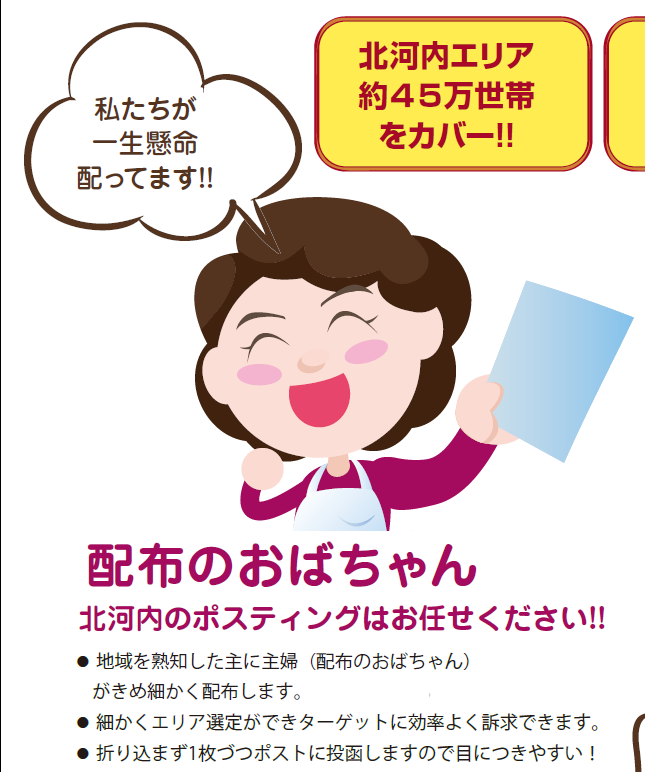 私たちが
一生懸命
配ってます!!
北河内エリア
約45万世帯
をカバー!!
配布のおばちゃん
北河内のポスティングはお任せください!!
● 地域を熟知した主に主婦（配布のおばちゃん）
がきめ細かく配布します。
● 細かくエリア選定ができターゲットに効率よく訴求できます。
● 折り込まず1枚づつポストに投函しますので目につきやすい！